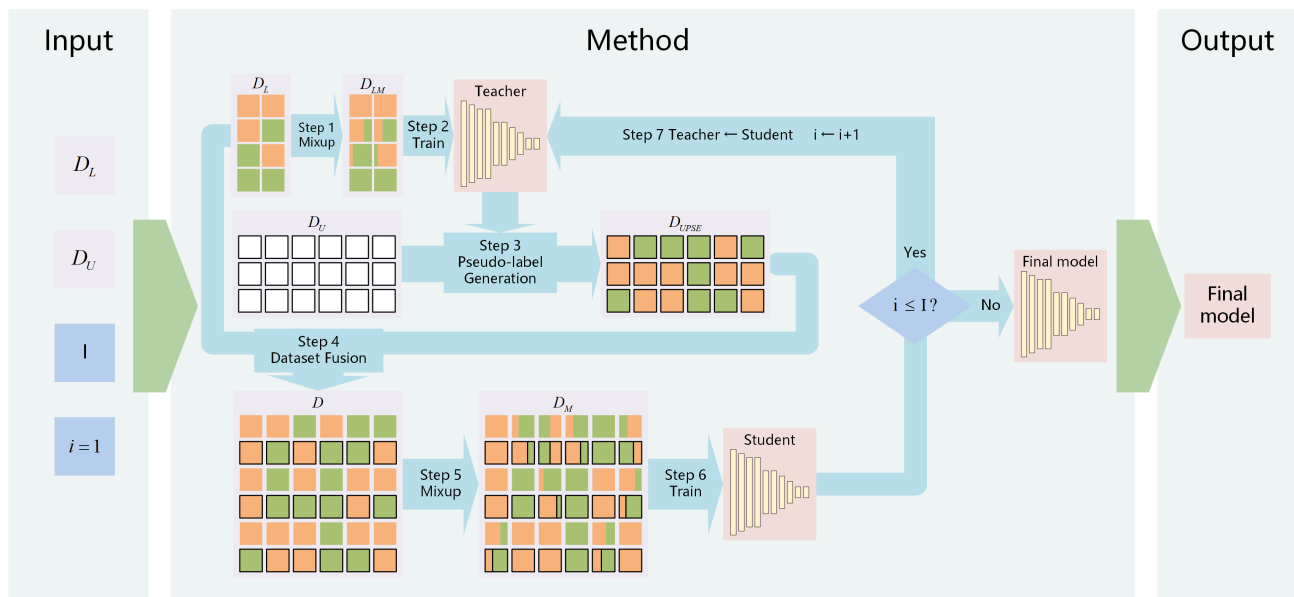 Input
Method
Output
D_L
D_U
I
i = 1
D_L
Step 1
Mixup
D_LM
Step 2
Train
Teacher
Step 7 Teacher ← Student i ← i+1
D_U
Step 3
Pseudo-label
Generation
D_UPSE
Step 4
Dataset Fusion
D
Step 5
Mixup
D_M
Step 6
Train
Student
Yes
i ≤ I ?
No
Final model
Final
model